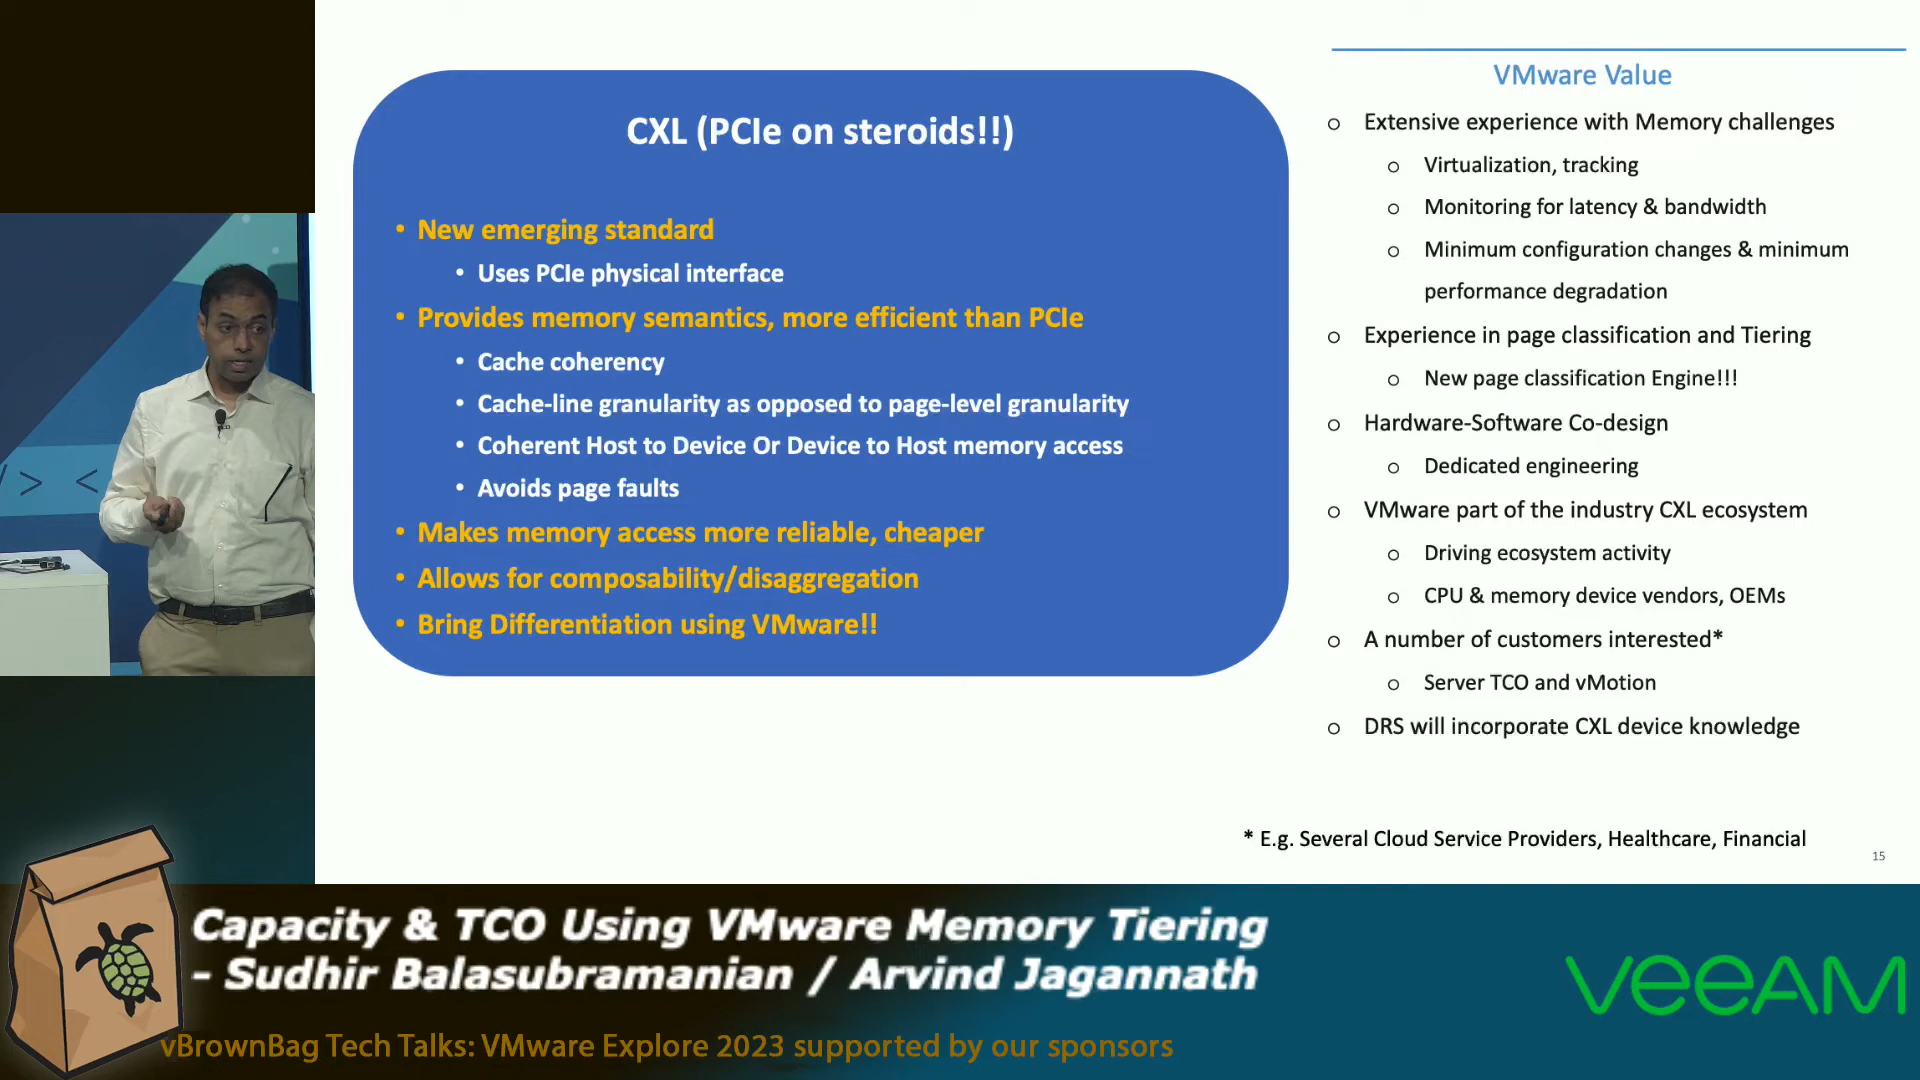 CXL (PCIe on steroids!!)
• New emerging standard
• Uses PCIe physical interface
• Provides memory semantics, more efficient than PCIe
• Cache coherency
• Cache-line granularity as opposed to page-level granularity
• Coherent Host to Device Or Device to Host memory access
• Avoids page faults
• Makes memory access more reliable, cheaper
• Allows for composability/disaggregation
• Bring Differentiation using VMware!!
VMware Value
o Extensive experience with Memory challenges
o Virtualization, tracking
o Monitoring for latency & bandwidth
o Minimum configuration changes & minimum
performance degradation
o Experience in page classification and Tiering
o New page classification Engine!!!
o Hardware-Software Co-design
o Dedicated engineering
o VMware part of the industry CXL ecosystem
o Driving ecosystem activity
o CPU & memory device vendors, OEMs
o A number of customers interested*
o Server TCO and vMotion
o DRS will incorporate CXL device knowledge
* E.g. Several Cloud Service Providers, Healthcare, Financial
15
/> <
Capacity & TCO Using VMware Memory Tiering
- Sudhir Balasubramanian / Arvind Jagannath
veeAM
vBrownBag Tech Talks: VMware Explore 2023 supported by our sponsors